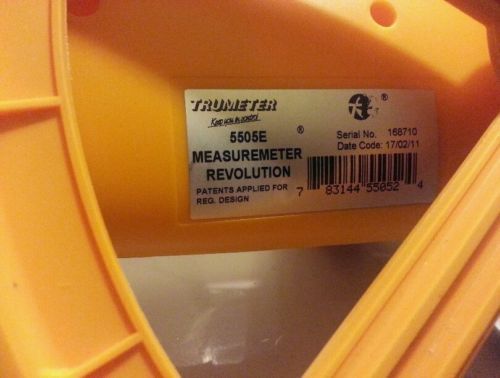 TRUMETER ®
Keep you in control
5505E ®
MEASUREMETER
REVOLUTION
PATENTS APPLIED FOR
REG. DESIGN
Serial No. 168710
Date Code: 17/02/11
7 83144 55052 4